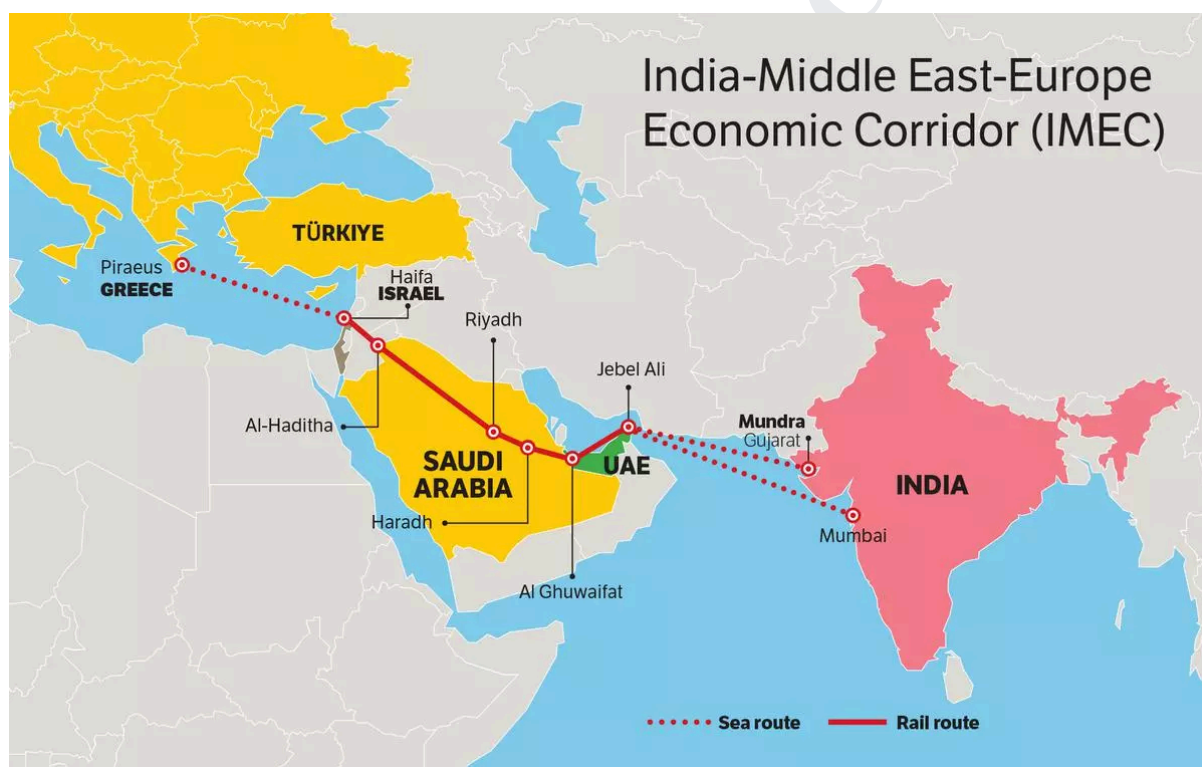 India-Middle East-Europe
Economic Corridor (IMEC)
TÜRKIYE
Piraeus
GREECE
Haifa
ISRAEL
Riyadh
Jebel Ali
Al-Haditha
Mundra
Gujarat
SAUDI
ARABIA
UAE
INDIA
Haradh
Mumbai
Al Ghuwaifat
Sea route
Rail route